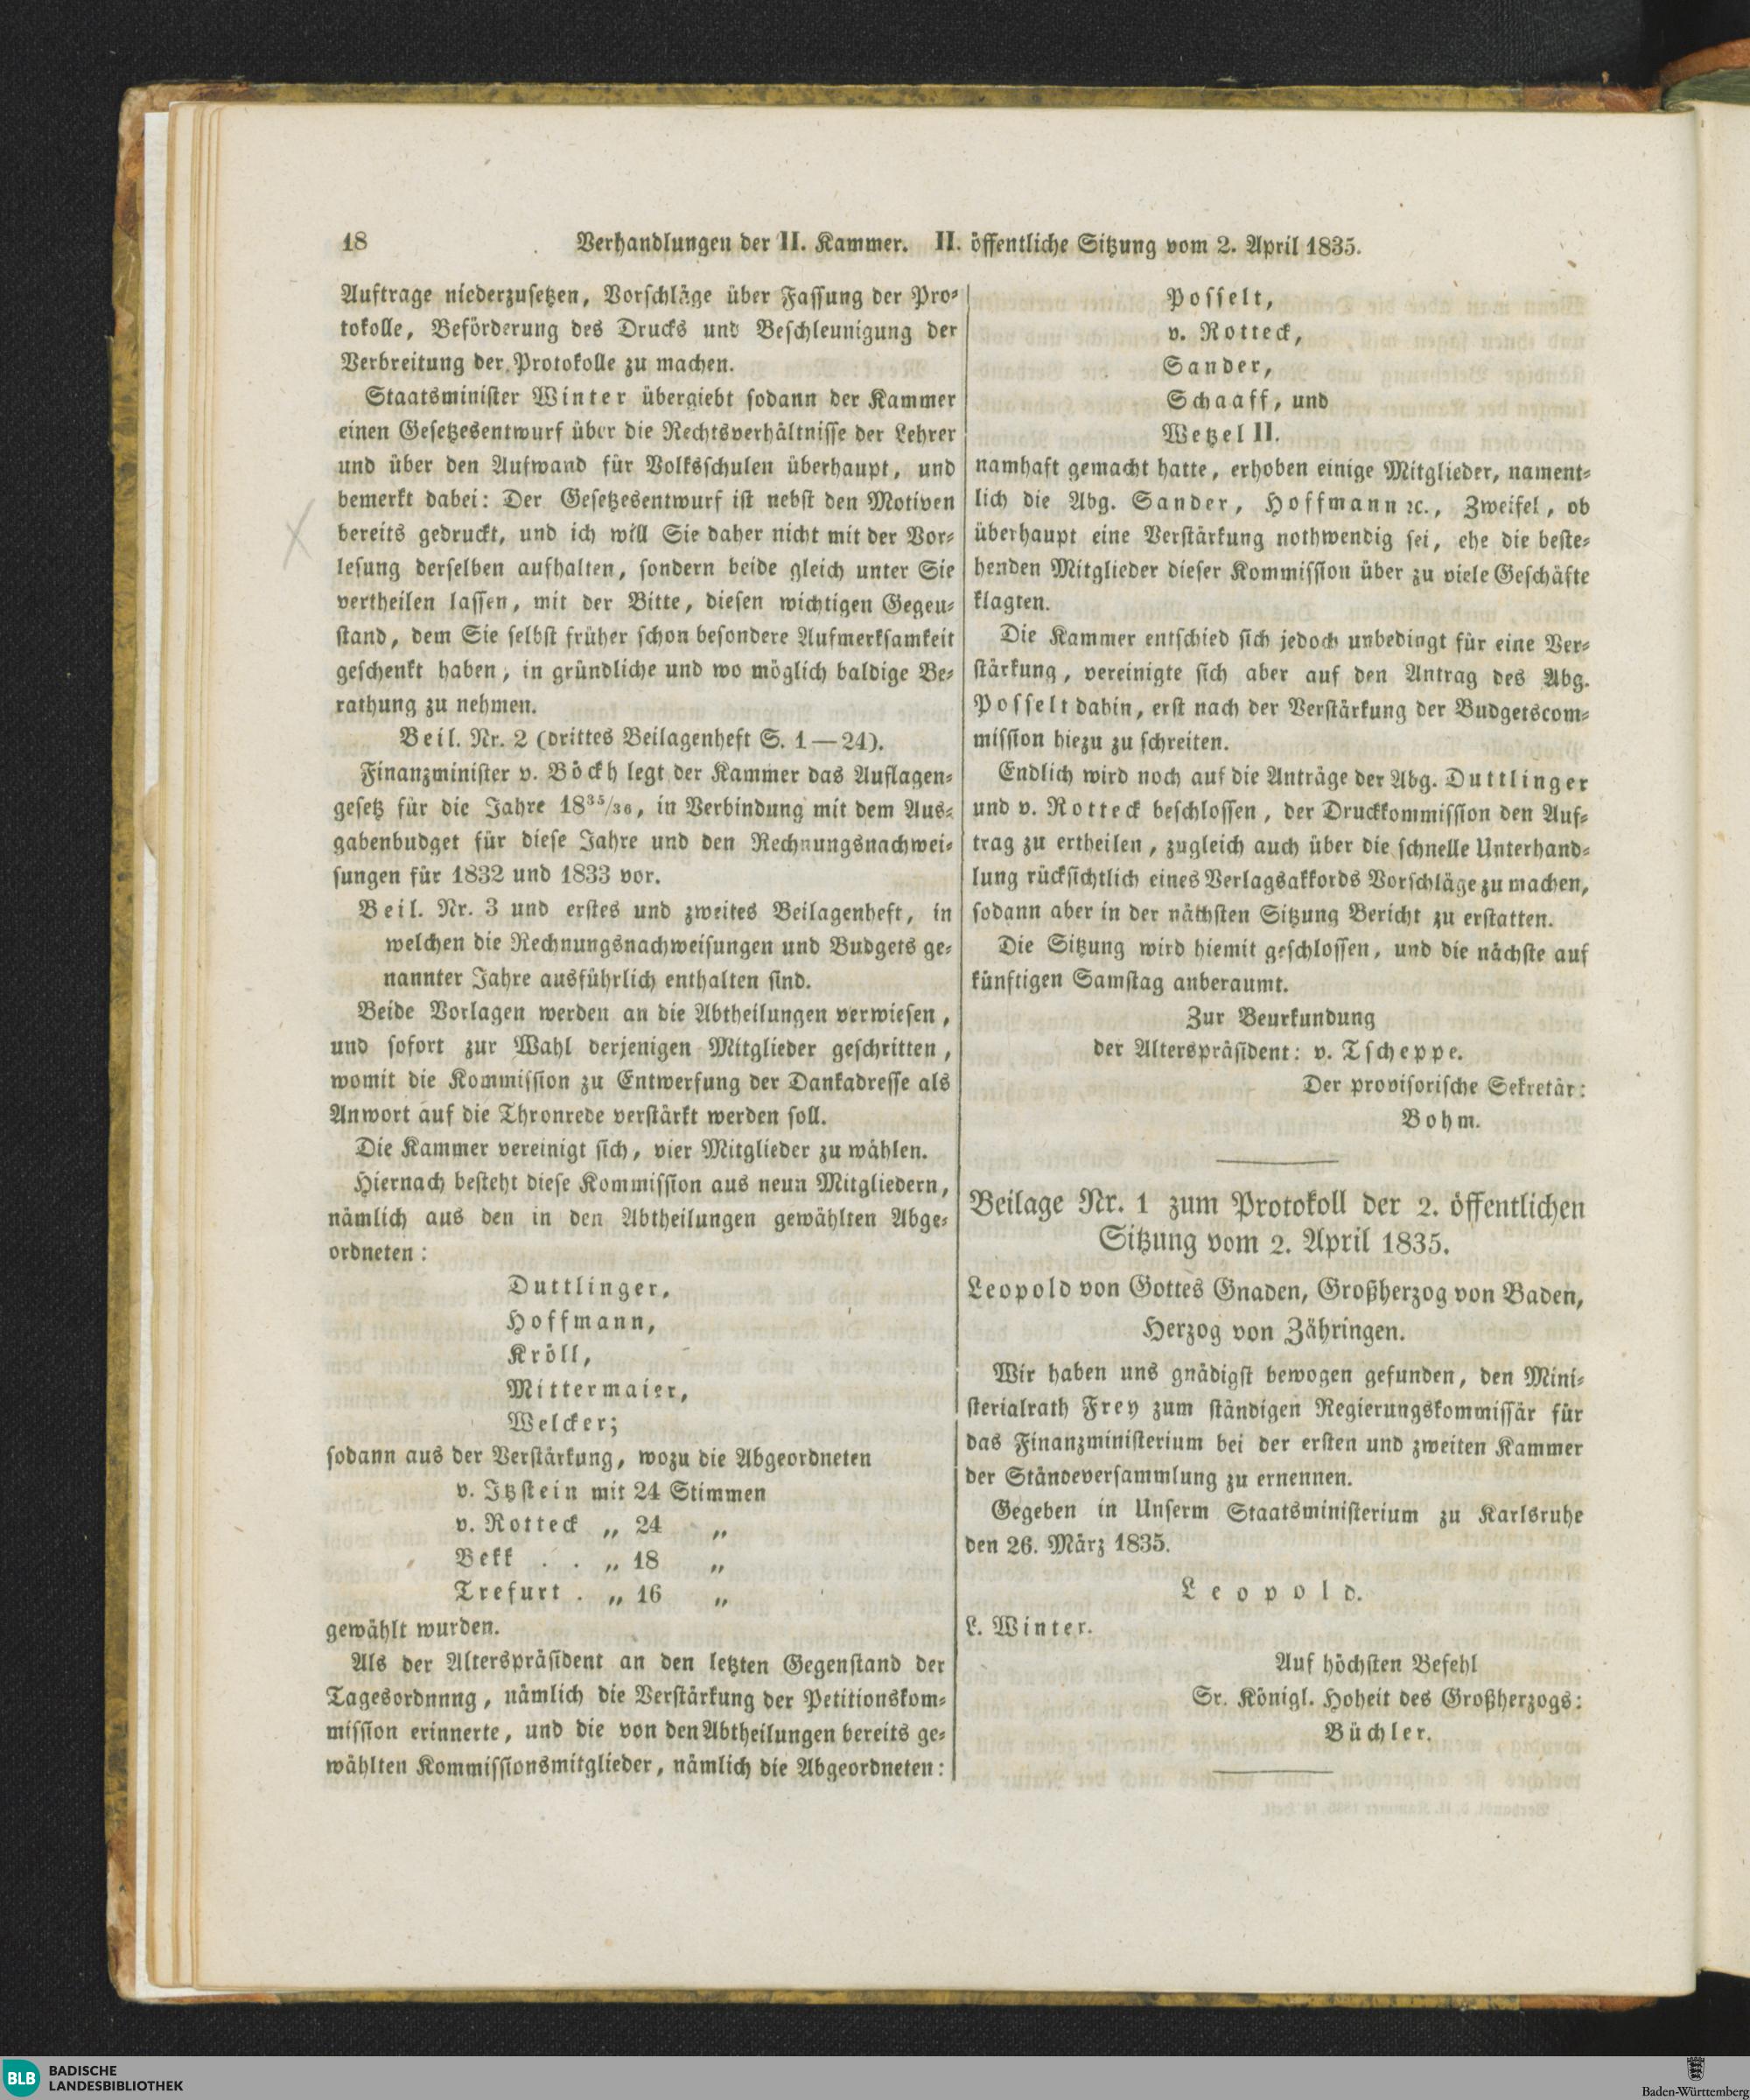 18 Verhandlungen der II. Kammer. II. öffentliche Sitzung vom 2. April 1835.
Auftrage niederzusetzen, Vorschläge über Fassung der Pro-
tokolle, Beförderung des Drucks und Beschleunigung der
Verbreitung der Protokolle zu machen.
Staatsminister Winter übergiebt sodann der Kammer
einen Gesetzesentwurf über die Rechtsverhältnisse der Lehrer
und über den Aufwand für Volksschulen überhaupt, und
bemerkt dabei: Der Gesetzesentwurf ist nebst den Motiven
bereits gedruckt, und ich will Sie daher nicht mit der Vor-
lesung derselben aufhalten, sondern beide gleich unter Sie
vertheilen lassen, mit der Bitte, diesen wichtigen Gegeu-
stand, dem Sie selbst früher schon besondere Aufmerksamkeit
geschenkt haben, in gründliche und wo möglich baldige Be-
rathung zu nehmen.
Beil. Nr. 2 (drittes Beilagenheft S. 1—24).
Finanzminister v. Böckh legt der Kammer das Auflagen-
gesetz für die Jahre 18³⁵/₃₆, in Verbindung mit dem Aus-
gabenbudget für diese Jahre und den Rechnungsnachwei-
sungen für 1832 und 1833 vor.
Beil. Nr. 3 und erstes und zweites Beilagenheft, in
welchen die Rechnungsnachweisungen und Budgets ge-
nannter Jahre ausführlich enthalten sind.
Beide Vorlagen werden an die Abtheilungen verwiesen,
und sofort zur Wahl derjenigen Mitglieder geschritten,
womit die Kommission zu Entwerfung der Dankadresse als
Anwort auf die Thronrede verstärkt werden soll.
Die Kammer vereinigt sich, vier Mitglieder zu wählen.
Hiernach besteht diese Kommission aus neun Mitgliedern,
nämlich aus den in den Abtheilungen gewählten Abge-
ordneten:
Duttlinger,
Hoffmann,
Kröll,
Mittermaier,
Welcker;
sodann aus der Verstärkung, wozu die Abgeordneten
v. Itzstein mit 24 Stimmen
v. Rotteck „ 24 „
Bekk . . „ 18 „
Trefurt . „ 16 „
gewählt wurden.
Als der Alterspräsident an den letzten Gegenstand der
Tagesordnnng, nämlich die Verstärkung der Petitionskom-
mission erinnerte, und die von den Abtheilungen bereits ge-
wählten Kommissionsmitglieder, nämlich die Abgeordneten:
Posselt,
v. Rotteck,
Sander,
Schaaff, und
Wetzel II.
namhaft gemacht hatte, erhoben einige Mitglieder, nament-
lich die Abg. Sander, Hoffmann ꝛc., Zweifel, ob
überhaupt eine Verstärkung nothwendig sei, ehe die beste-
henden Mitglieder dieser Kommission über zu viele Geschäfte
klagten.
Die Kammer entschied sich jedoch unbedingt für eine Ver-
stärkung, vereinigte sich aber auf den Antrag des Abg.
Posselt dahin, erst nach der Verstärkung der Budgetscom-
mission hiezu zu schreiten.
Endlich wird noch auf die Anträge der Abg. Duttlinger
und v. Rotteck beschlossen, der Druckkommission den Auf-
trag zu ertheilen, zugleich auch über die schnelle Unterhand-
lung rücksichtlich eines Verlagsakkords Vorschläge zu machen,
sodann aber in der nächsten Sitzung Bericht zu erstatten.
Die Sitzung wird hiemit geschlossen, und die nächste auf
künftigen Samstag anberaumt.
Zur Beurkundung
der Alterspräsident: v. Tscheppe.
Der provisorische Sekretär:
Bohm.
Beilage Nr. 1 zum Protokoll der 2. öffentlichen
Sitzung vom 2. April 1835.
Leopold von Gottes Gnaden, Großherzog von Baden,
Herzog von Zähringen.
Wir haben uns gnädigst bewogen gefunden, den Mini-
sterialrath Frey zum ständigen Regierungskommissär für
das Finanzministerium bei der ersten und zweiten Kammer
der Ständeversammlung zu ernennen.
Gegeben in Unserm Staatsministerium zu Karlsruhe
den 26. März 1835.
Leopold.
L. Winter.
Auf höchsten Befehl
Sr. Königl. Hoheit des Großherzogs:
Büchler.
BLB BADISCHE
LANDESBIBLIOTHEK
Baden-Württemberg